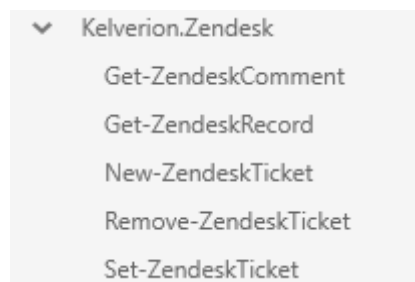 Kelverion.Zendesk
Get-ZendeskComment
Get-ZendeskRecord
New-ZendeskTicket
Remove-ZendeskTicket
Set-ZendeskTicket